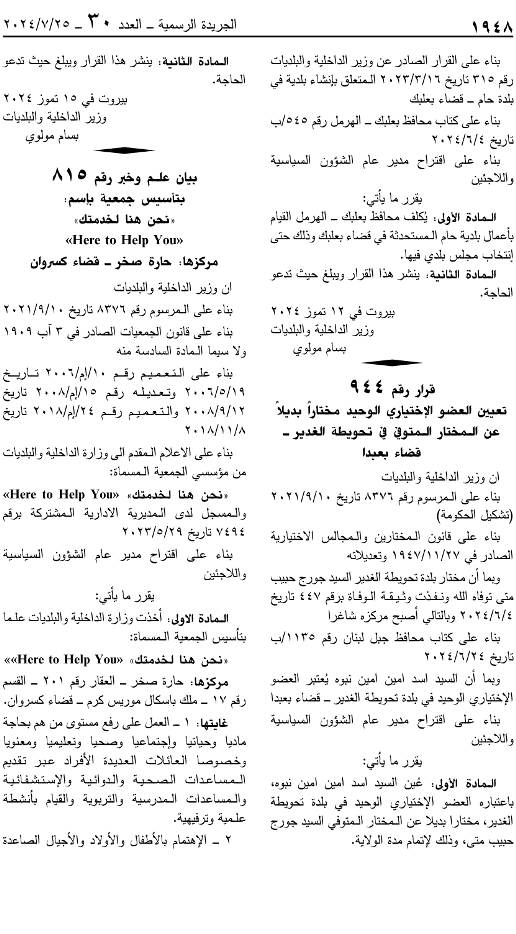 ١٩٤٨
الجريدة الرسمية ــ العدد ٣٠ ــ ٢٠٢٤/٧/٢٥
بناء على القرار الصادر عن وزير الداخلية والبلديات
رقم ٣١٥ تاريخ ٢٠٢٣/٣/١٦ المتعلق بإنشاء بلدية في
بلدة حام ــ قضاء بعلبك
بناء على كتاب محافظ بعلبك ــ الهرمل رقم ٥٤٥/ب
تاريخ ٢٠٢٤/٦/٤
بناء على اقتراح مدير عام الشؤون السياسية
واللاجئين
يقرر ما يأتي:
المادة الأولى: يُكلف محافظ بعلبك ــ الهرمل القيام
بأعمال بلدية حام المستحدثة في قضاء بعلبك وذلك حتى
إنتخاب مجلس بلدي فيها.
المادة الثانية: ينشر هذا القرار ويبلغ حيث تدعو
الحاجة.
بيروت في ١٢ تموز ٢٠٢٤
وزير الداخلية والبلديات
بسام مولوي
قرار رقم ٩٤٤
تعيين العضو الإختياري الوحيد مختاراً بديلاً
عن المختار المتوفي في تحويطة الغدير ــ
قضاء بعبدا
ان وزير الداخلية والبلديات
بناء على المرسوم رقم ٨٣٧٦ تاريخ ٢٠٢١/٩/١٠
(تشكيل الحكومة)
بناء على قانون المختارين والمجالس الاختيارية
الصادر في ١٩٤٧/١١/٢٧ وتعديلاته
وبما أن مختار بلدة تحويطة الغدير السيد جورج حبيب
متى توفاه الله ونفذت وثيقة الوفاة برقم ٤٤٧ تاريخ
٢٠٢٤/٦/٤ وبالتالي أصبح مركزه شاغرا
بناء على كتاب محافظ جبل لبنان رقم ١١٣٥/ب
تاريخ ٢٠٢٤/٦/٢٤
وبما أن السيد اسد امين امين نبوه يُعتبر العضو
الإختياري الوحيد في بلدة تحويطة الغدير ــ قضاء بعبدا
بناء على اقتراح مدير عام الشؤون السياسية
واللاجئين
يقرر ما يأتي:
المادة الأولى: عُين السيد اسد امين امين نبوه،
باعتباره العضو الإختياري الوحيد في بلدة تحويطة
الغدير، مختارا بديلا عن المختار المتوفي السيد جورج
حبيب متى، وذلك لإتمام مدة الولاية.
المادة الثانية: ينشر هذا القرار ويبلغ حيث تدعو
الحاجة.
بيروت في ١٥ تموز ٢٠٢٤
وزير الداخلية والبلديات
بسام مولوي
بيان علم وخبر رقم ٨١٥
بتأسيس جمعية بإسم:
«نحن هنا لخدمتك»
«Here to Help You»
مركزها: حارة صخر ــ قضاء كسروان
ان وزير الداخلية والبلديات
بناء على المرسوم رقم ٨٣٧٦ تاريخ ٢٠٢١/٩/١٠
بناء على قانون الجمعيات الصادر في ٣ آب ١٩٠٩
ولا سيما المادة السادسة منه
بناء على التعميم رقم ١٠/إم/٢٠٠٦ تاريخ
٢٠٠٦/٥/١٩ وتعديله رقم ١٥/إم/٢٠٠٨ تاريخ
٢٠٠٨/٩/١٢ والتعميم رقم ٢٤/إم/٢٠١٨ تاريخ
٢٠١٨/١١/٨
بناء على الاعلام المقدم الى وزارة الداخلية والبلديات
من مؤسسي الجمعية المسماة:
«نحن هنا لخدمتك» «Here to Help You»
والمسجل لدى المديرية الادارية المشتركة برقم
٧٤٩٤ تاريخ ٢٠٢٣/٥/٢٩
بناء على اقتراح مدير عام الشؤون السياسية
واللاجئين
يقرر ما يأتي:
المادة الاولى: أخذت وزارة الداخلية والبلديات علما
بتأسيس الجمعية المسماة:
«نحن هنا لخدمتك» «Here to Help You»»
مركزها: حارة صخر ــ العقار رقم ٢٠١ ــ القسم
رقم ١٧ ــ ملك باسكال موريس كرم ــ قضاء كسروان.
غايتها: ١ ــ العمل على رفع مستوى من هم بحاجة
ماديا وحياتيا وإجتماعيا وصحيا وتعليميا ومعنويا
وخصوصا العائلات العديدة الأفراد عبر تقديم
المساعدات الصحية والدوائية والإستشفائية
والمساعدات المدرسية والتربوية والقيام بأنشطة
علمية وترفيهية.
٢ ــ الإهتمام بالأطفال والأولاد والأجيال الصاعدة